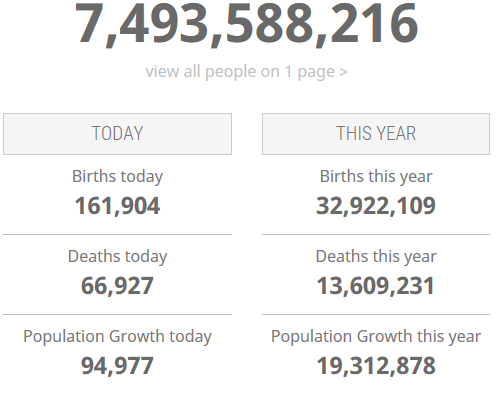 7,493,588,216
view all people on 1 page >
TODAY
Births today
161,904
Deaths today
66,927
Population Growth today
94,977
THIS YEAR
Births this year
32,922,109
Deaths this year
13,609,231
Population Growth this year
19,312,878